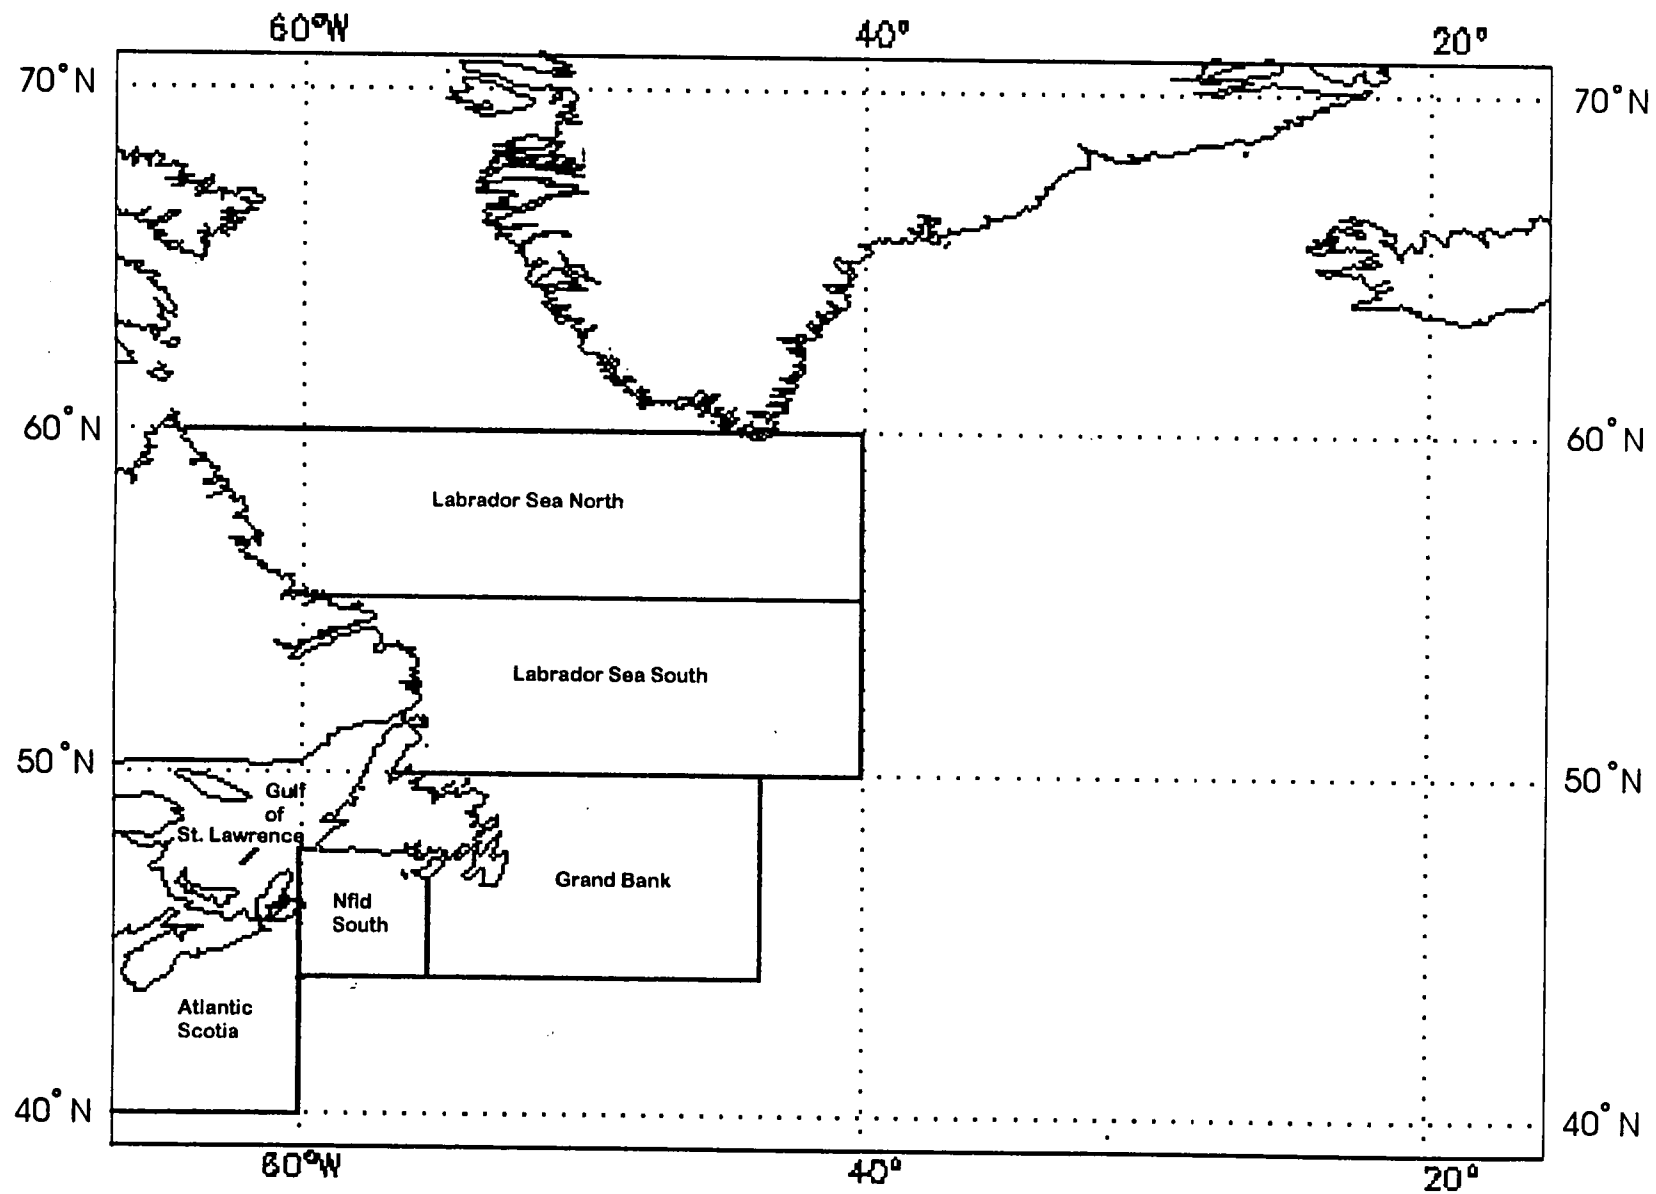 60°W 40° 20°
70°N 70°N
60°N 60°N
Labrador Sea North
Labrador Sea South
50°N 50°N
Gulf
of
St. Lawrence
Grand Bank
Nfld
South
Atlantic
Scotia
40°N 40°N
60°W 40° 20°